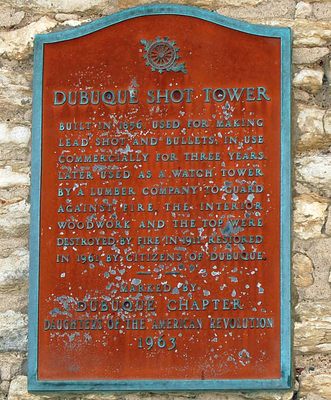 DUBUQUE SHOT TOWER
BUILT IN 1856 USED FOR MAKING
LEAD SHOT AND BULLETS. IN USE
COMMERCIALLY FOR THREE YEARS.
LATER USED AS A WATCH TOWER
BY A LUMBER COMPANY TO GUARD
AGAINST FIRE. THE INTERIOR
WOODWORK AND THE TOP WERE
DESTROYED BY FIRE IN 1911. RESTORED
IN 1961 BY CITIZENS OF DUBUQUE.
MARKED BY
DUBUQUE CHAPTER
DAUGHTERS OF THE AMERICAN REVOLUTION
1963